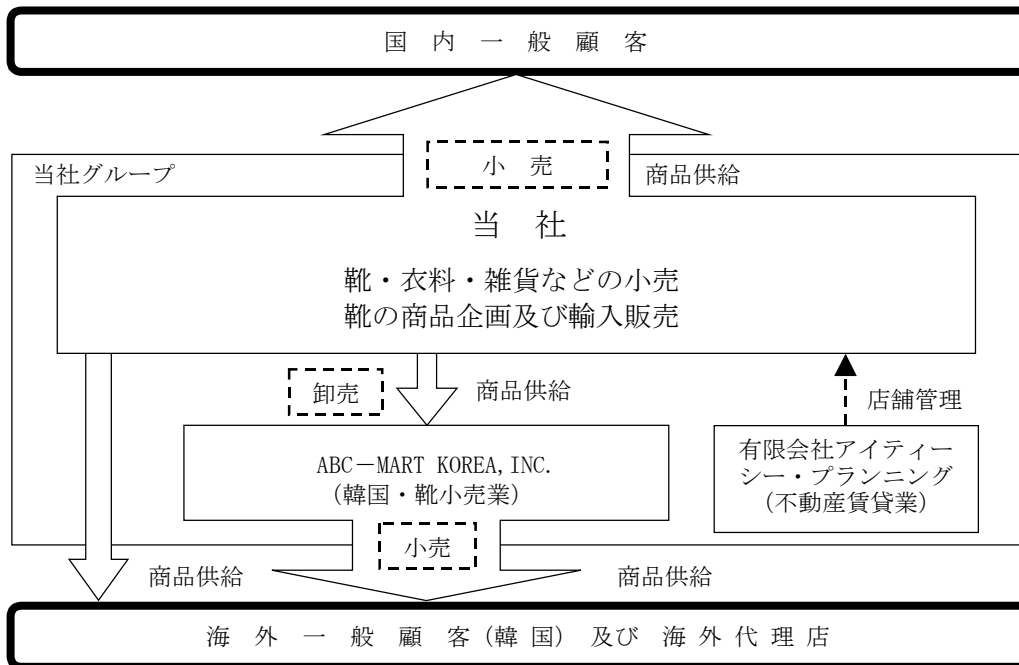 国 内 一 般 顧 客
小 売
当社グループ
商品供給
当 社
靴・衣料・雑貨などの小売
靴の商品企画及び輸入販売
卸売
商品供給
店舗管理
ABC－MART KOREA, INC.
(韓国・靴小売業)
有限会社アイティー
シー・プランニング
(不動産賃貸業)
小売
商品供給
商品供給
海 外 一 般 顧 客 (韓 国) 及 び 海 外 代 理 店